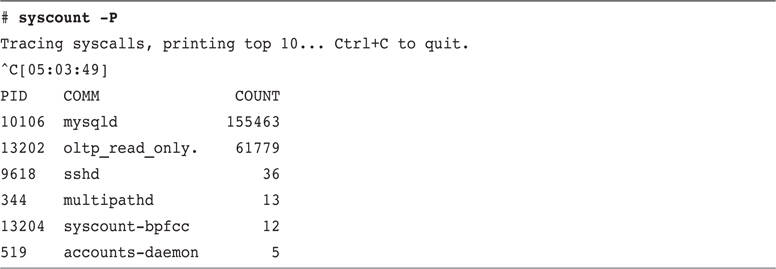 # syscount -P
Tracing syscalls, printing top 10... Ctrl+C to quit.
^C[05:03:49]
PID    COMM               COUNT
10106  mysqld            155463
13202  oltp_read_only.    61779
9618   sshd                  36
344    multipathd            13
13204  syscount-bpfcc        12
519    accounts-daemon        5